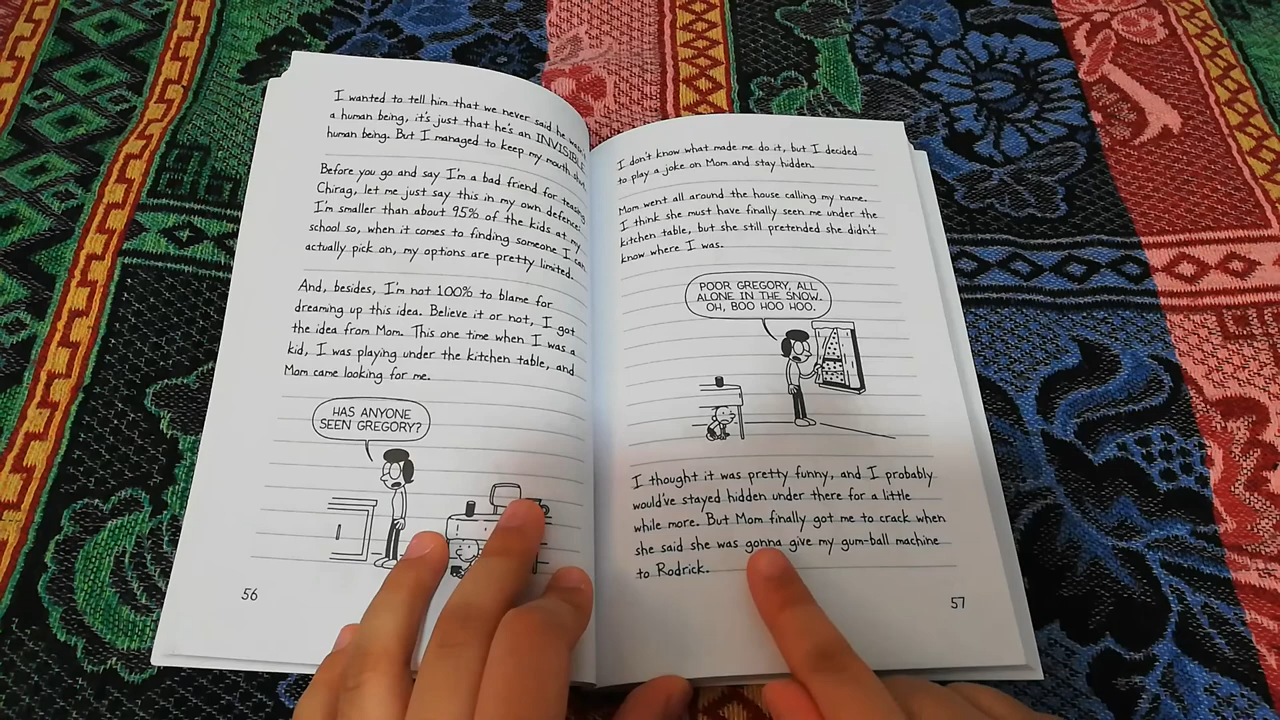 I wanted to tell him that we never said he
a human being, it's just that he's an INVISIBLE
human being. But I managed to keep my mouth shut.
Before you go and say I'm a bad friend for teasing
Chirag, let me just say this in my own defense:
I'm smaller than about 95% of the kids at my
school so, when it comes to finding someone I can
actually pick on, my options are pretty limited.
And, besides, I'm not 100% to blame for
dreaming up this idea. Believe it or not, I got
the idea from Mom. This one time when I was a
kid, I was playing under the kitchen table, and
Mom came looking for me.
HAS ANYONE
SEEN GREGORY?
56
I don't know what made me do it, but I decided
to play a joke on Mom and stay hidden.
Mom went all around the house calling my name.
I think she must have finally seen me under the
kitchen table, but she still pretended she didn't
know where I was.
POOR GREGORY, ALL
ALONE IN THE SNOW.
OH, BOO HOO HOO.
I thought it was pretty funny, and I probably
would've stayed hidden under there for a little
while more. But Mom finally got me to crack when
she said she was gonna give my gum-ball machine
to Rodrick.
57